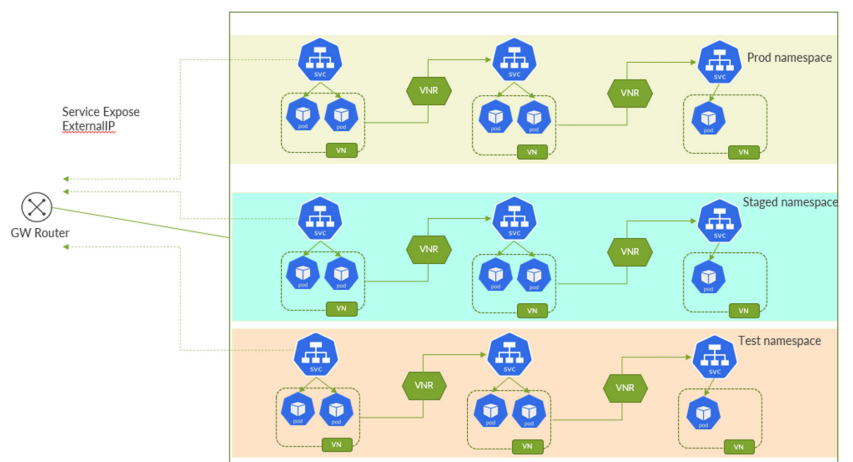 Prod namespace
svc
svc
svc
VNR
VNR
pod
pod
pod
pod
pod
VN
VN
VN
Service Expose
ExternalIP
GW Router
Staged namespace
svc
svc
svc
VNR
VNR
pod
pod
pod
pod
pod
VN
VN
VN
Test namespace
svc
svc
svc
VNR
VNR
pod
pod
pod
pod
pod
VN
VN
VN